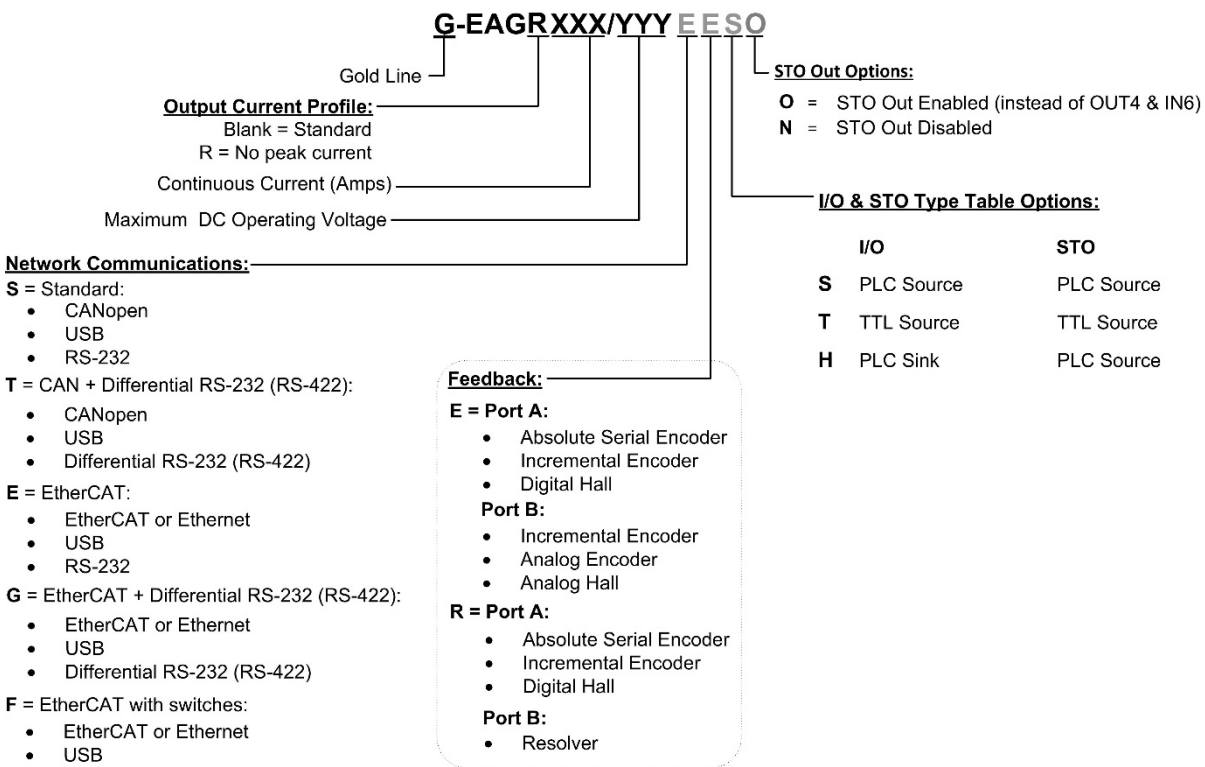 G-EAGRXXX/YYY E E S O
Gold Line
Output Current Profile:
Blank = Standard
R = No peak current
Continuous Current (Amps)
Maximum DC Operating Voltage
Network Communications:
S = Standard:
• CANopen
• USB
• RS-232
T = CAN + Differential RS-232 (RS-422):
• CANopen
• USB
• Differential RS-232 (RS-422)
E = EtherCAT:
• EtherCAT or Ethernet
• USB
• RS-232
G = EtherCAT + Differential RS-232 (RS-422):
• EtherCAT or Ethernet
• USB
• Differential RS-232 (RS-422)
F = EtherCAT with switches:
• EtherCAT or Ethernet
• USB
Feedback:
E = Port A:
• Absolute Serial Encoder
• Incremental Encoder
• Digital Hall
Port B:
• Incremental Encoder
• Analog Encoder
• Analog Hall
R = Port A:
• Absolute Serial Encoder
• Incremental Encoder
• Digital Hall
Port B:
• Resolver
STO Out Options:
O = STO Out Enabled (instead of OUT4 & IN6)
N = STO Out Disabled
I/O & STO Type Table Options:
I/O STO
S PLC Source PLC Source
T TTL Source TTL Source
H PLC Sink PLC Source